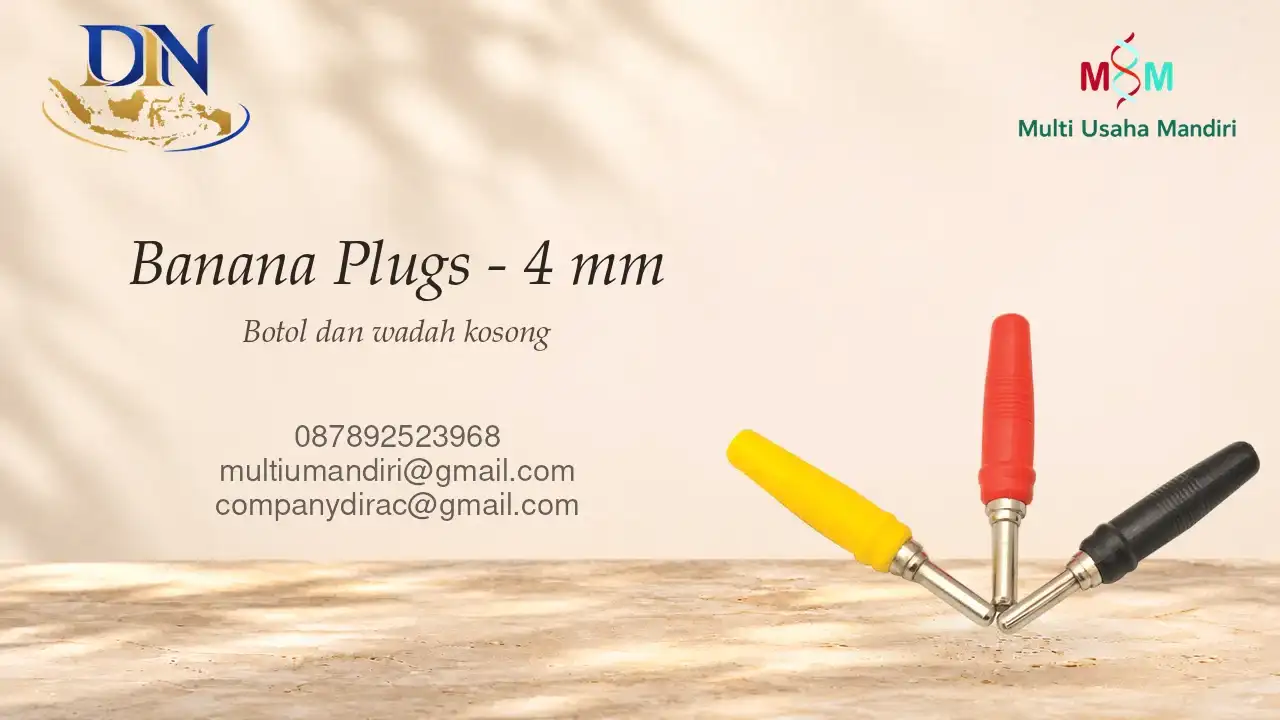 DIN
MSM
Multi Usaha Mandiri
Banana Plugs - 4 mm
Botol dan wadah kosong
087892523968
multiumandiri@gmail.com
companydirac@gmail.com